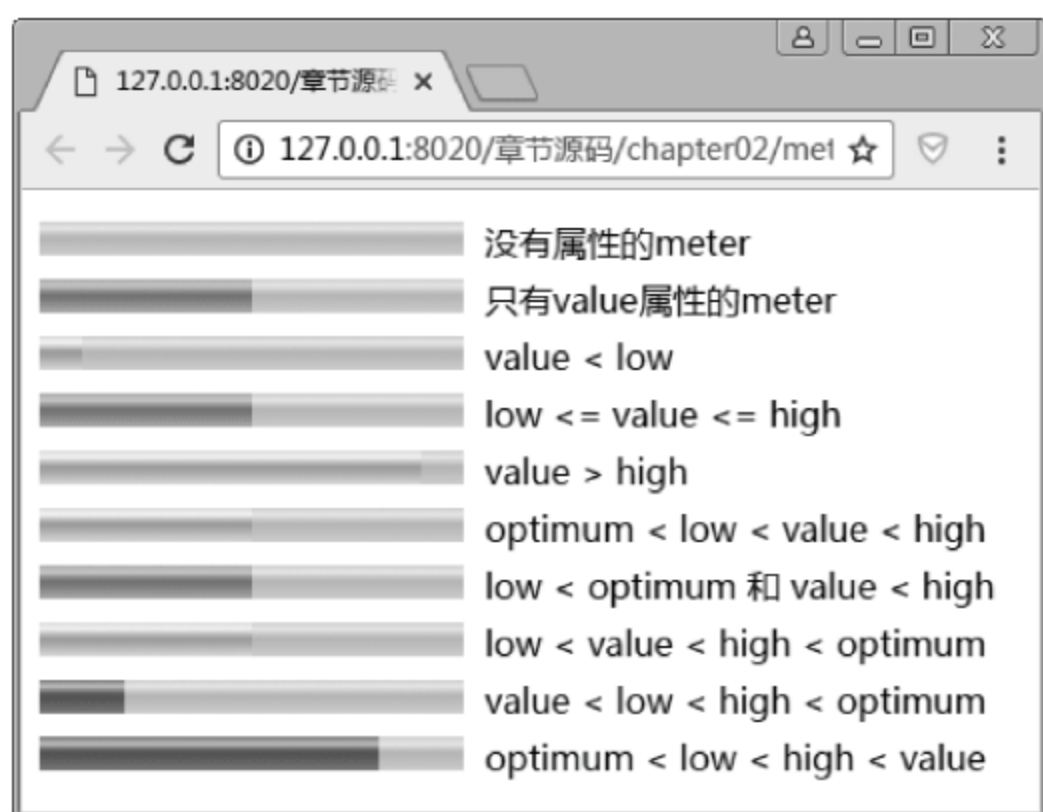 127.0.0.1:8020/章节源码
127.0.0.1:8020/章节源码/chapter02/met
没有属性的meter
只有value属性的meter
value < low
low <= value <= high
value > high
optimum < low < value < high
low < optimum 和 value < high
low < value < high < optimum
value < low < high < optimum
optimum < low < high < value